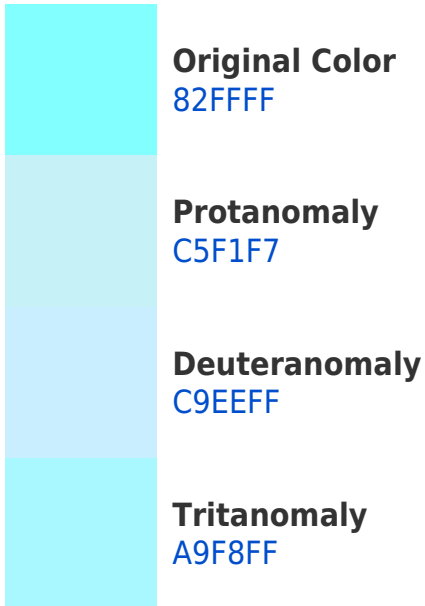 Original Color
82FFFF
Protanomaly
C5F1F7
Deuteranomaly
C9EEFF
Tritanomaly
A9F8FF